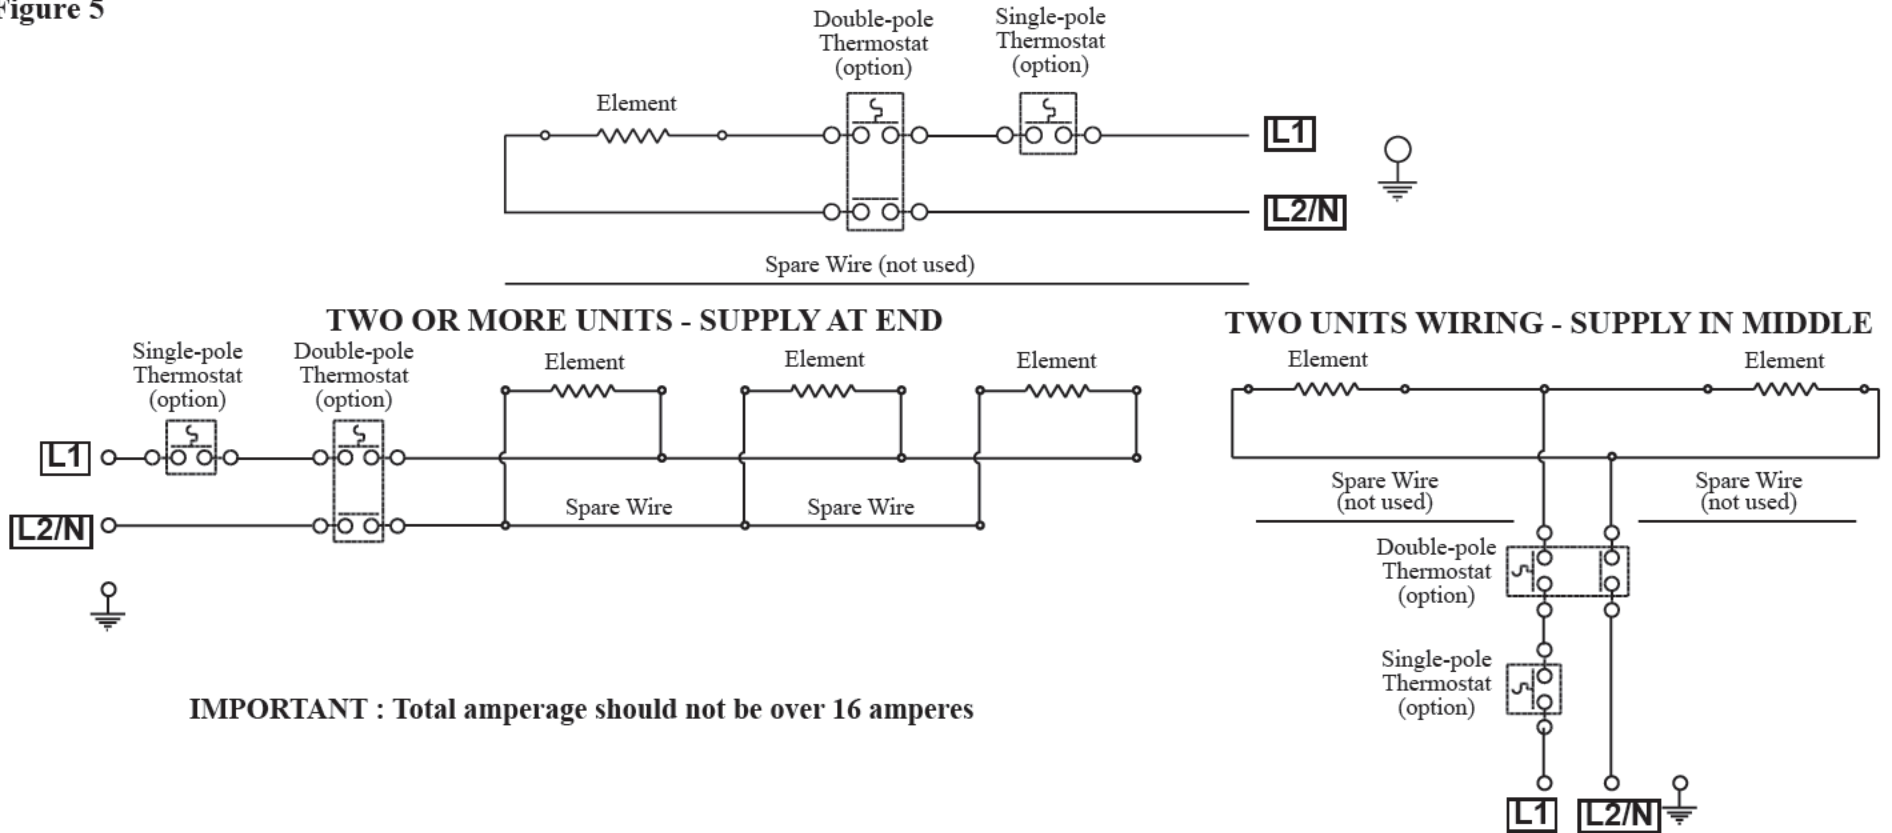 Figure 5
Double-pole
Thermostat
(option)
Single-pole
Thermostat
(option)
Element
L1
L2/N
Spare Wire (not used)
TWO OR MORE UNITS - SUPPLY AT END
Single-pole
Thermostat
(option)
Double-pole
Thermostat
(option)
Element
Element
Element
L1
Spare Wire
Spare Wire
L2/N
IMPORTANT : Total amperage should not be over 16 amperes
TWO UNITS WIRING - SUPPLY IN MIDDLE
Element
Element
Spare Wire
(not used)
Spare Wire
(not used)
Double-pole
Thermostat
(option)
Single-pole
Thermostat
(option)
L1
L2/N